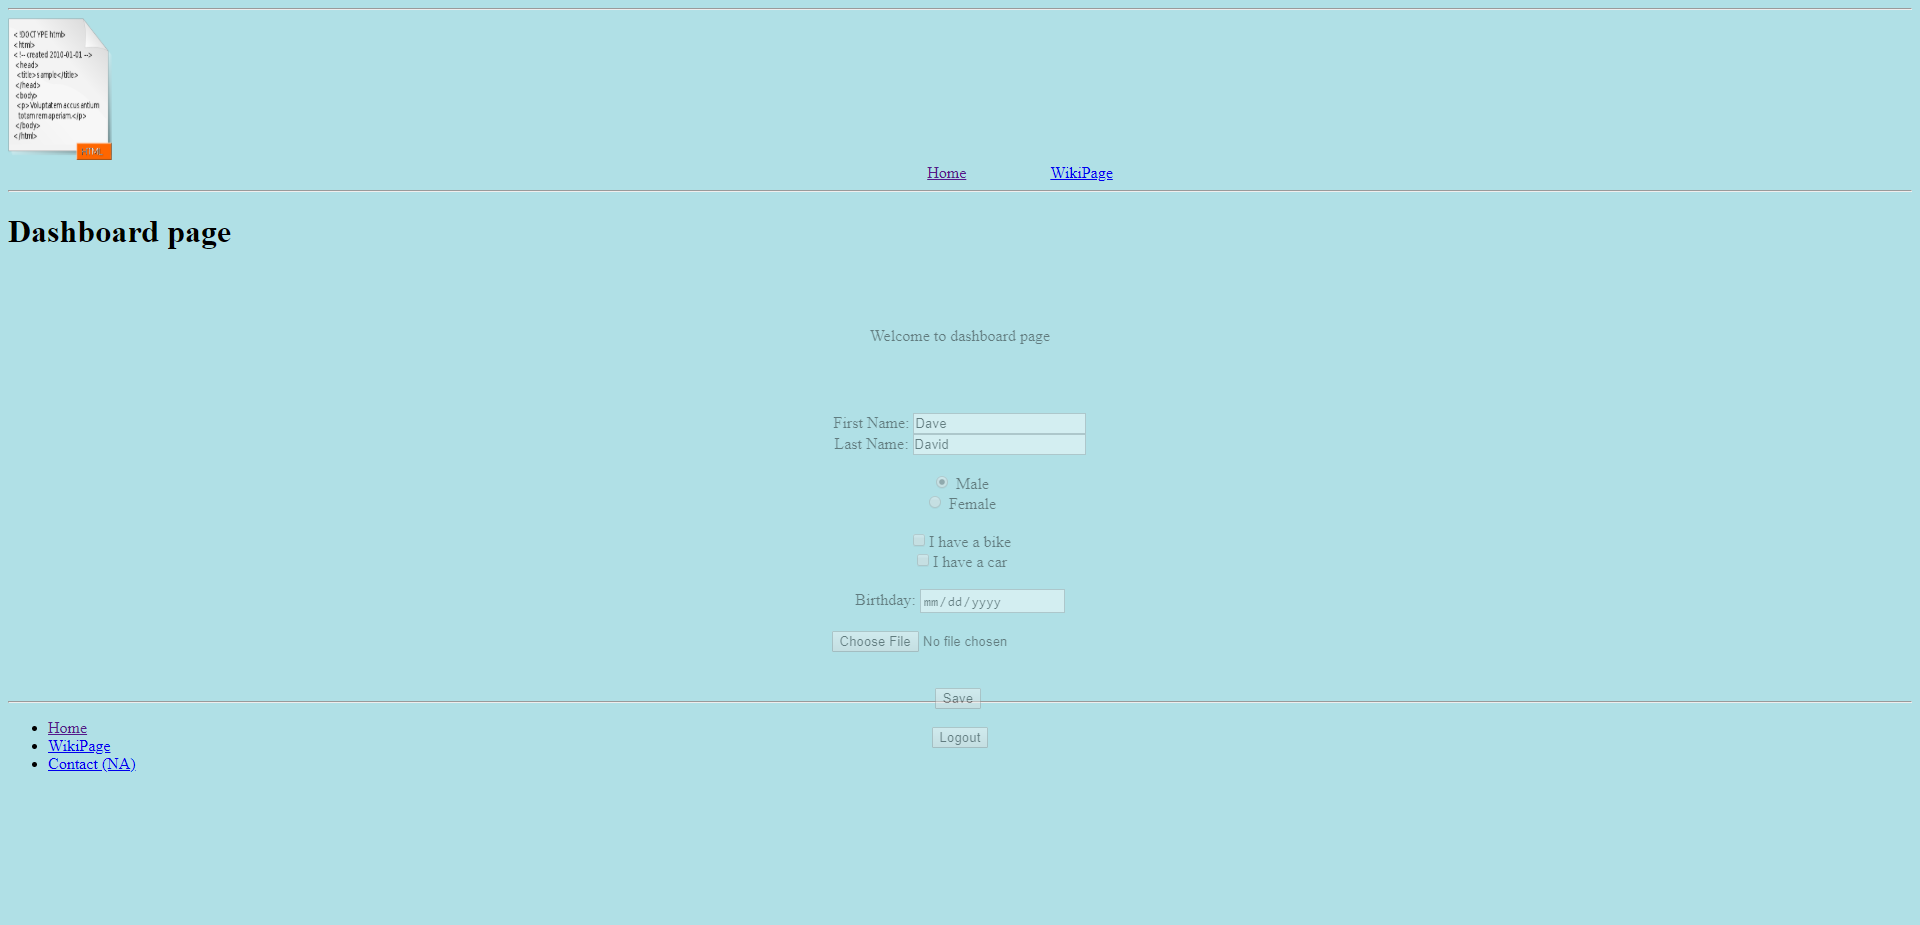 < !DOCTYPE html>
<html>
< !-- created 2010-01-01 -->
<head>
<title>sample</title>
</head>
<body>
<p>Voluptatem accusantium
totam rem aperiam.</p>
</body>
</html>
HTML
Home WikiPage
Dashboard page
Welcome to dashboard page
First Name: Dave
Last Name: David
Male
Female
I have a bike
I have a car
Birthday: mm/dd/yyyy
Choose File No file chosen
Save
Logout
Home
WikiPage
Contact (NA)